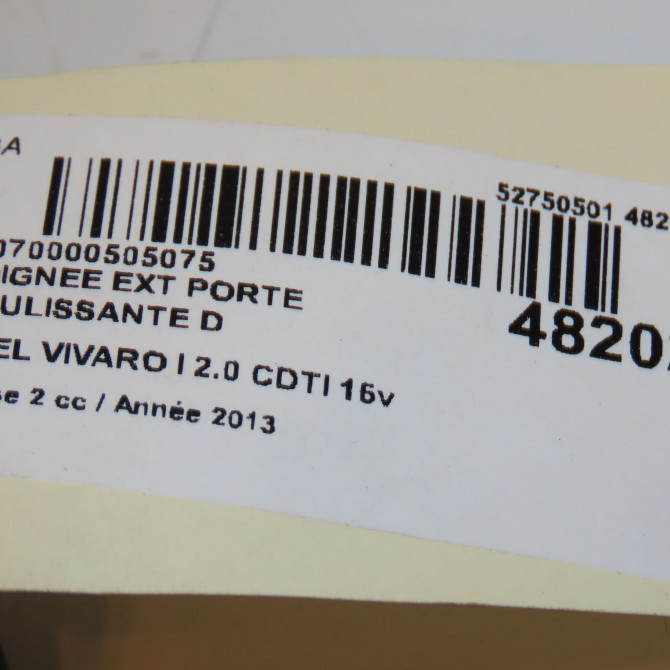 52750501 482
070000505075
IGNEE EXT PORTE
ULISSANTE D
4820
EL VIVARO I 2.0 CDTI 16v
se 2 cc / Année 2013